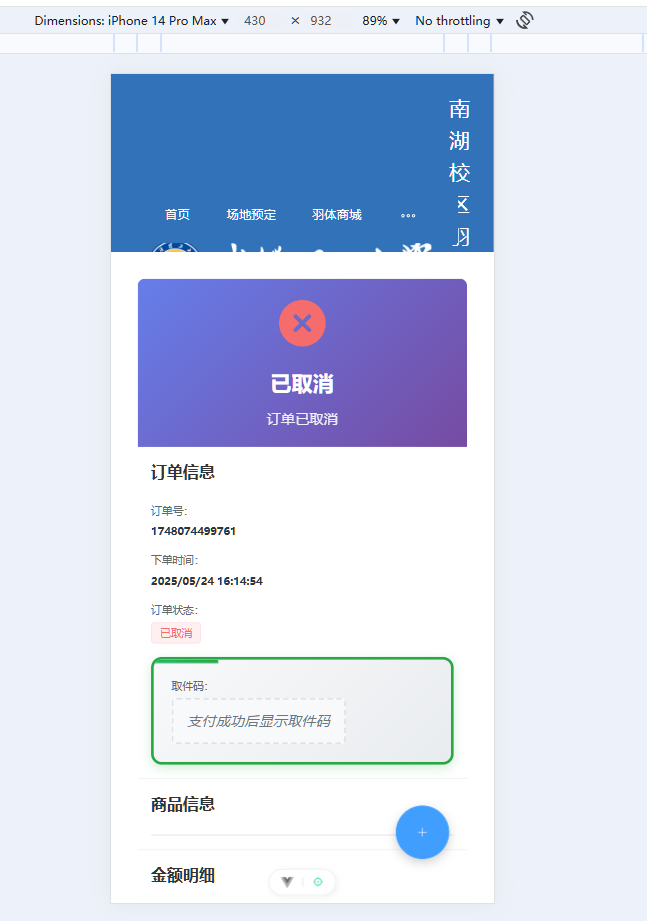 Dimensions: iPhone 14 Pro Max ▼ 430 × 932 89% ▼ No throttling ▼
南
湖
校
区
首页 场地预定 羽体商城 •••
已取消
订单已取消
订单信息
订单号:
1748074499761
下单时间:
2025/05/24 16:14:54
订单状态:
已取消
取件码:
支付成功后显示取件码
商品信息
+
金额明细